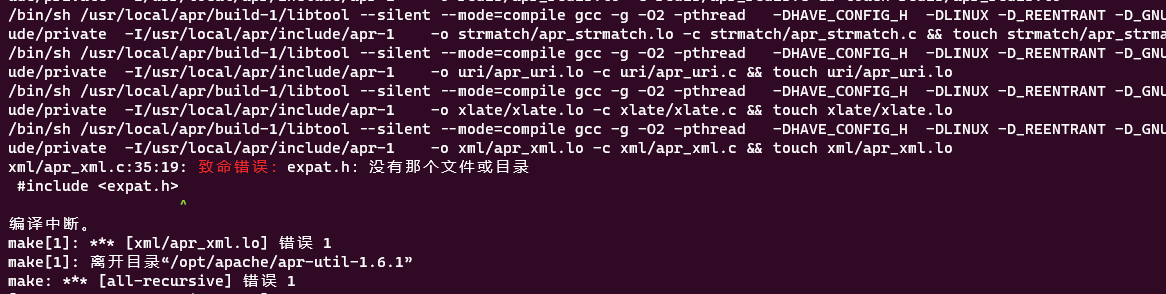 /bin/sh /usr/local/apr/build-1/libtool --silent --mode=compile gcc -g -O2 -pthread   -DHAVE_CONFIG_H  -DLINUX -D_REENTRANT -D_GNU
ude/private  -I/usr/local/apr/include/apr-1    -o strmatch/apr_strmatch.lo -c strmatch/apr_strmatch.c && touch strmatch/apr_strma
/bin/sh /usr/local/apr/build-1/libtool --silent --mode=compile gcc -g -O2 -pthread   -DHAVE_CONFIG_H  -DLINUX -D_REENTRANT -D_GNU
ude/private  -I/usr/local/apr/include/apr-1    -o uri/apr_uri.lo -c uri/apr_uri.c && touch uri/apr_uri.lo
/bin/sh /usr/local/apr/build-1/libtool --silent --mode=compile gcc -g -O2 -pthread   -DHAVE_CONFIG_H  -DLINUX -D_REENTRANT -D_GNU
ude/private  -I/usr/local/apr/include/apr-1    -o xlate/xlate.lo -c xlate/xlate.c && touch xlate/xlate.lo
/bin/sh /usr/local/apr/build-1/libtool --silent --mode=compile gcc -g -O2 -pthread   -DHAVE_CONFIG_H  -DLINUX -D_REENTRANT -D_GNU
ude/private  -I/usr/local/apr/include/apr-1    -o xml/apr_xml.lo -c xml/apr_xml.c && touch xml/apr_xml.lo
xml/apr_xml.c:35:19: 致命错误：expat.h：没有那个文件或目录
 #include <expat.h>
                   ^
编译中断。
make[1]: *** [xml/apr_xml.lo] 错误 1
make[1]: 离开目录“/opt/apache/apr-util-1.6.1”
make: *** [all-recursive] 错误 1